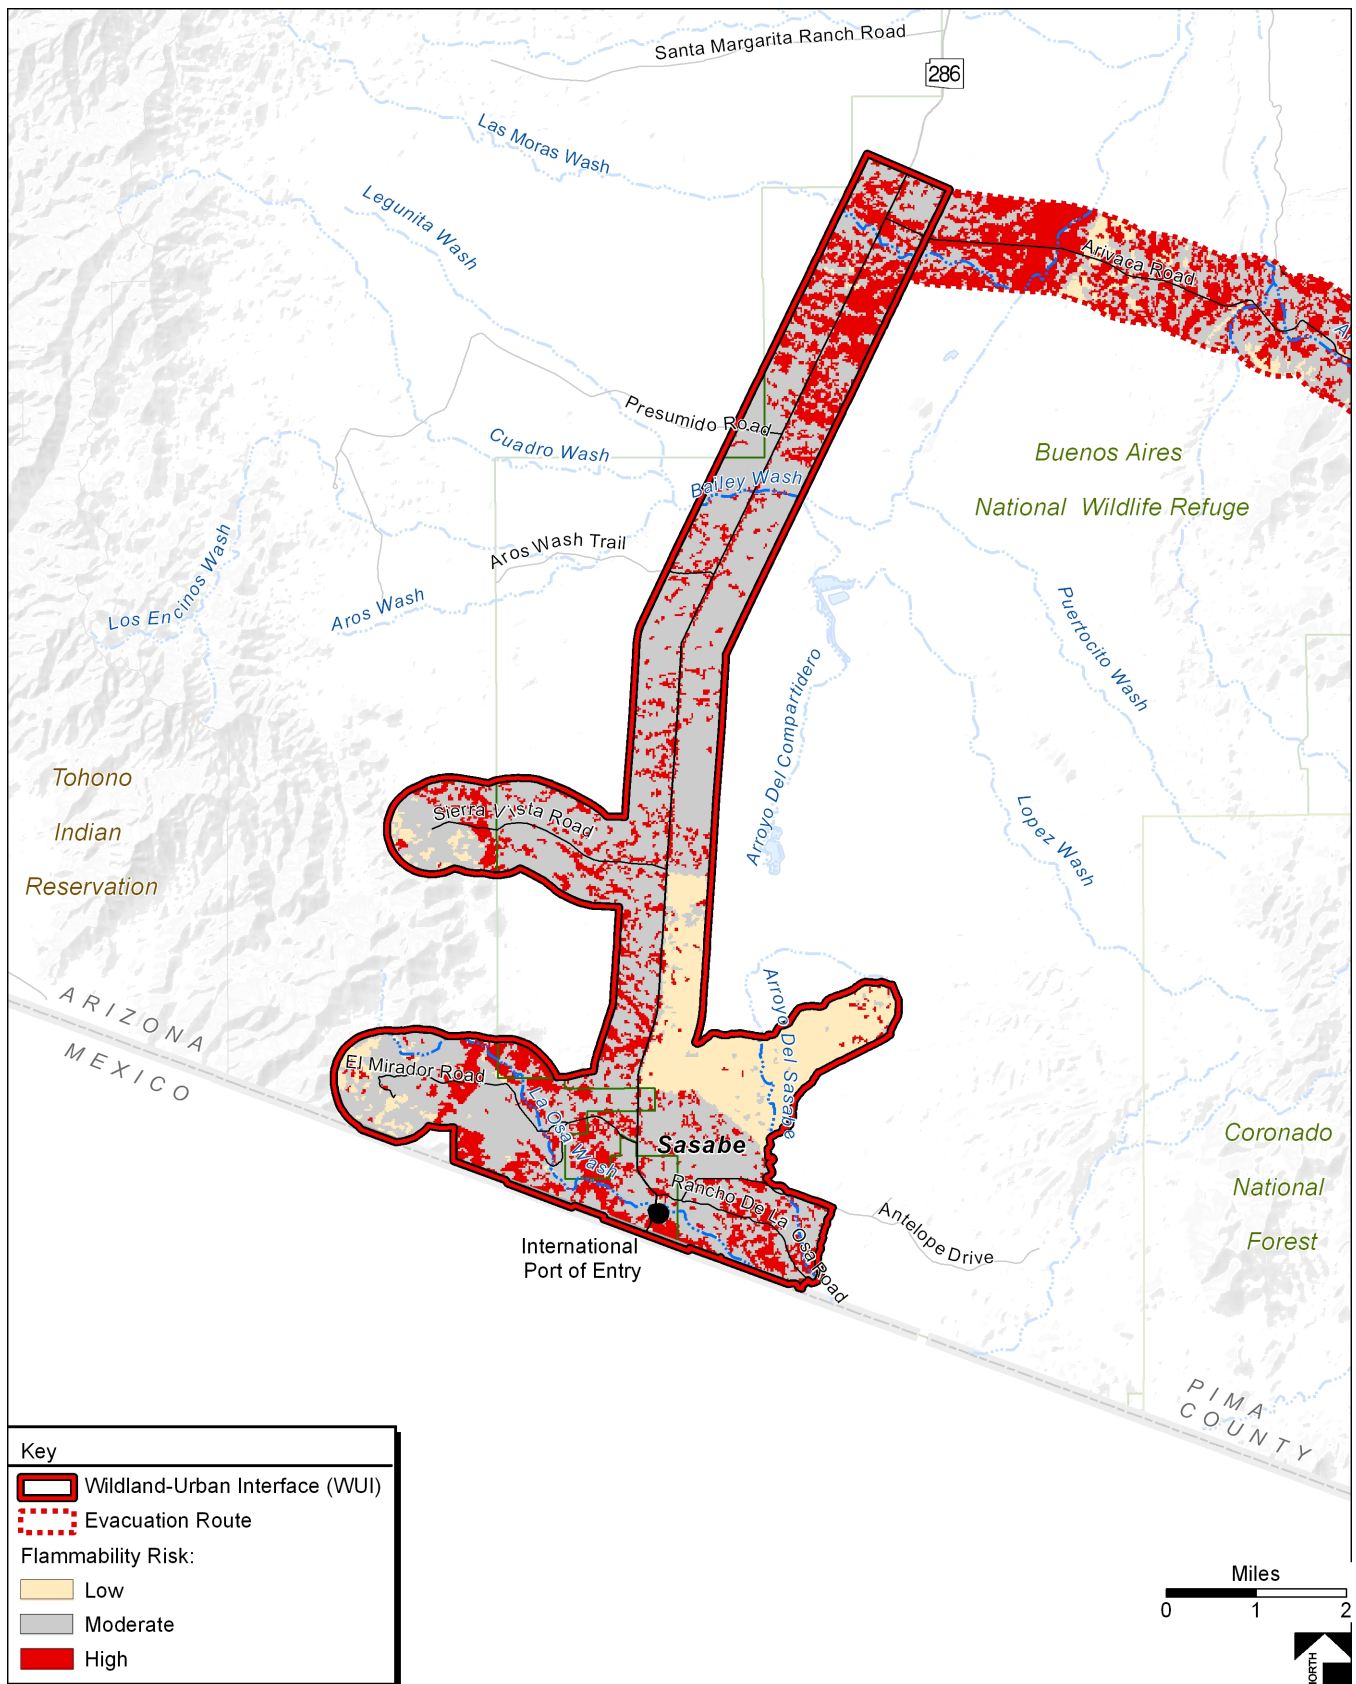 Santa Margarita Ranch Road
286
Las Moras Wash
Legunita Wash
Arivaca Road
Presumido Road
Cuadro Wash
Bailey Wash
Buenos Aires
National Wildlife Refuge
Aros Wash Trail
Los Encinos Wash
Aros Wash
Puertocito Wash
Arroyo Del Compartidero
Tohono
Indian
Reservation
Sierra Vista Road
Lopez Wash
ARIZONA
MEXICO
Arroyo Del Sasabe
El Mirador Road
La Osa Wash
Sasabe
Coronado
National
Forest
Rancho De La Osa Road
Antelope Drive
International
Port of Entry
PIMA
COUNTY
Key
Wildland-Urban Interface (WUI)
Evacuation Route
Flammability Risk:
Low
Moderate
High
Miles
0 1 2
NORTH